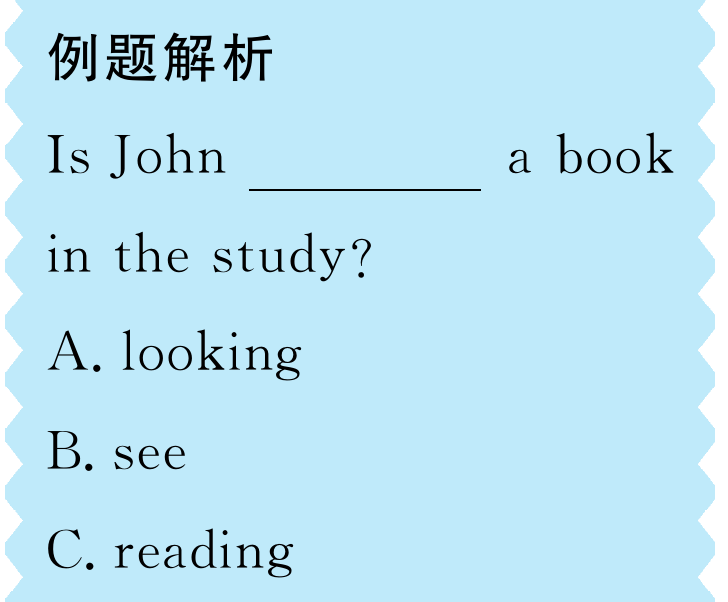 例题解析
Is John ________ a book
in the study?
A. looking
B. see
C. reading